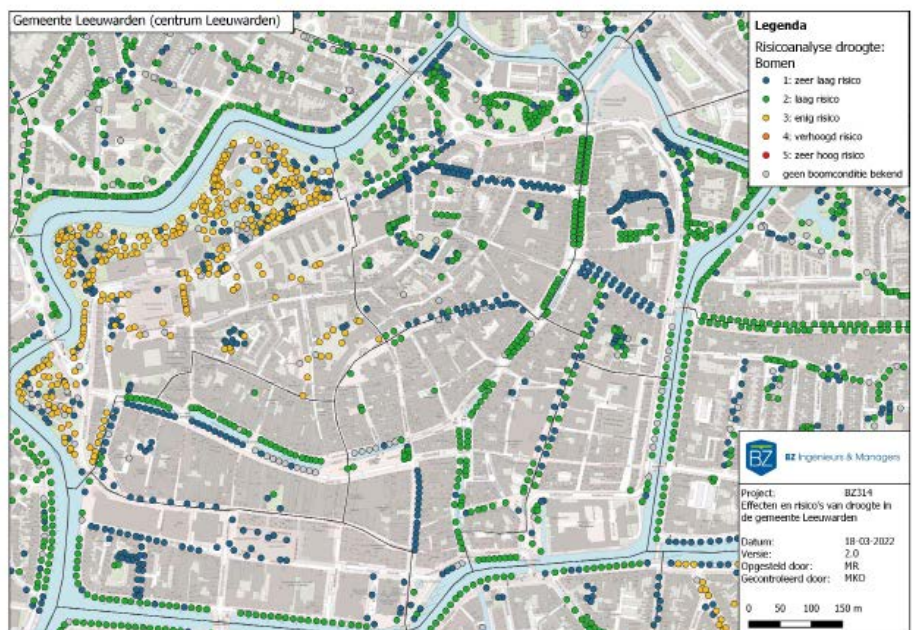 Gemeente Leeuwarden (centrum Leeuwarden)
Legenda
Risicoanalyse droogte:
Bomen
1: zeer laag risico
2: laag risico
3: enig risico
4: verhoogd risico
5: zeer hoog risico
geen boomconditie bekend
BZ BZ Ingenieurs & Managers
Project: BZ314
Effecten en risico's van droogte in
de gemeente Leeuwarden
Datum: 18-03-2022
Versie: 2.0
Opgesteld door: MR
Gecontroleerd door: MKO
0 50 100 150 m